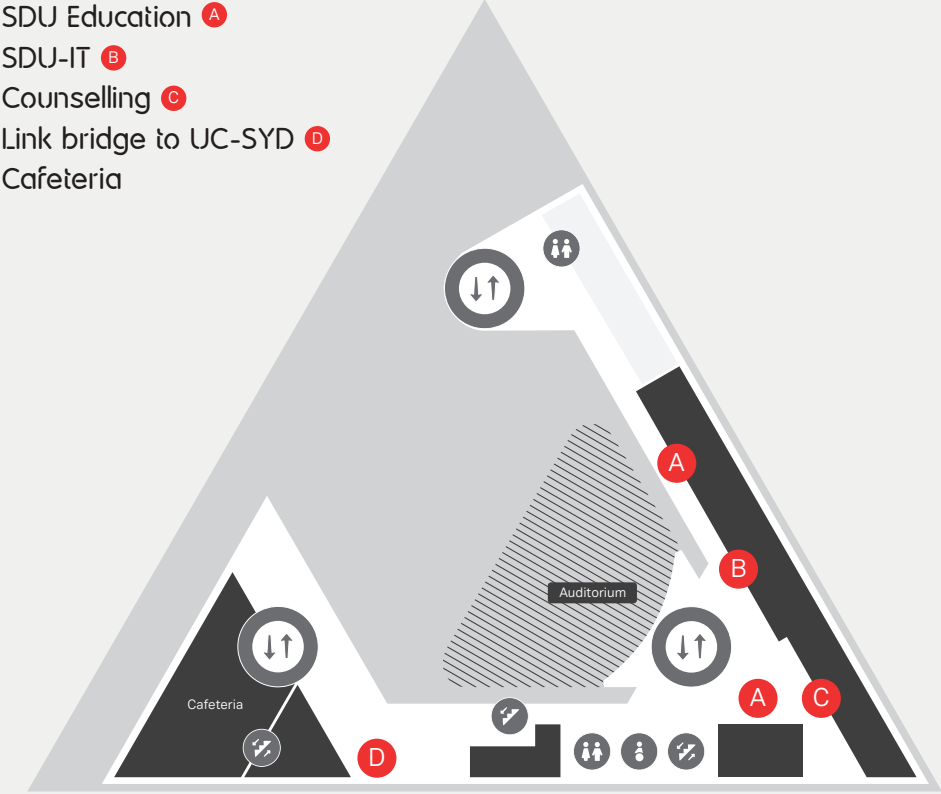 SDU Education A
SDU-IT B
Counselling C
Link bridge to UC-SYD D
Cafeteria
A
B
Auditorium
A
C
Cafeteria
D